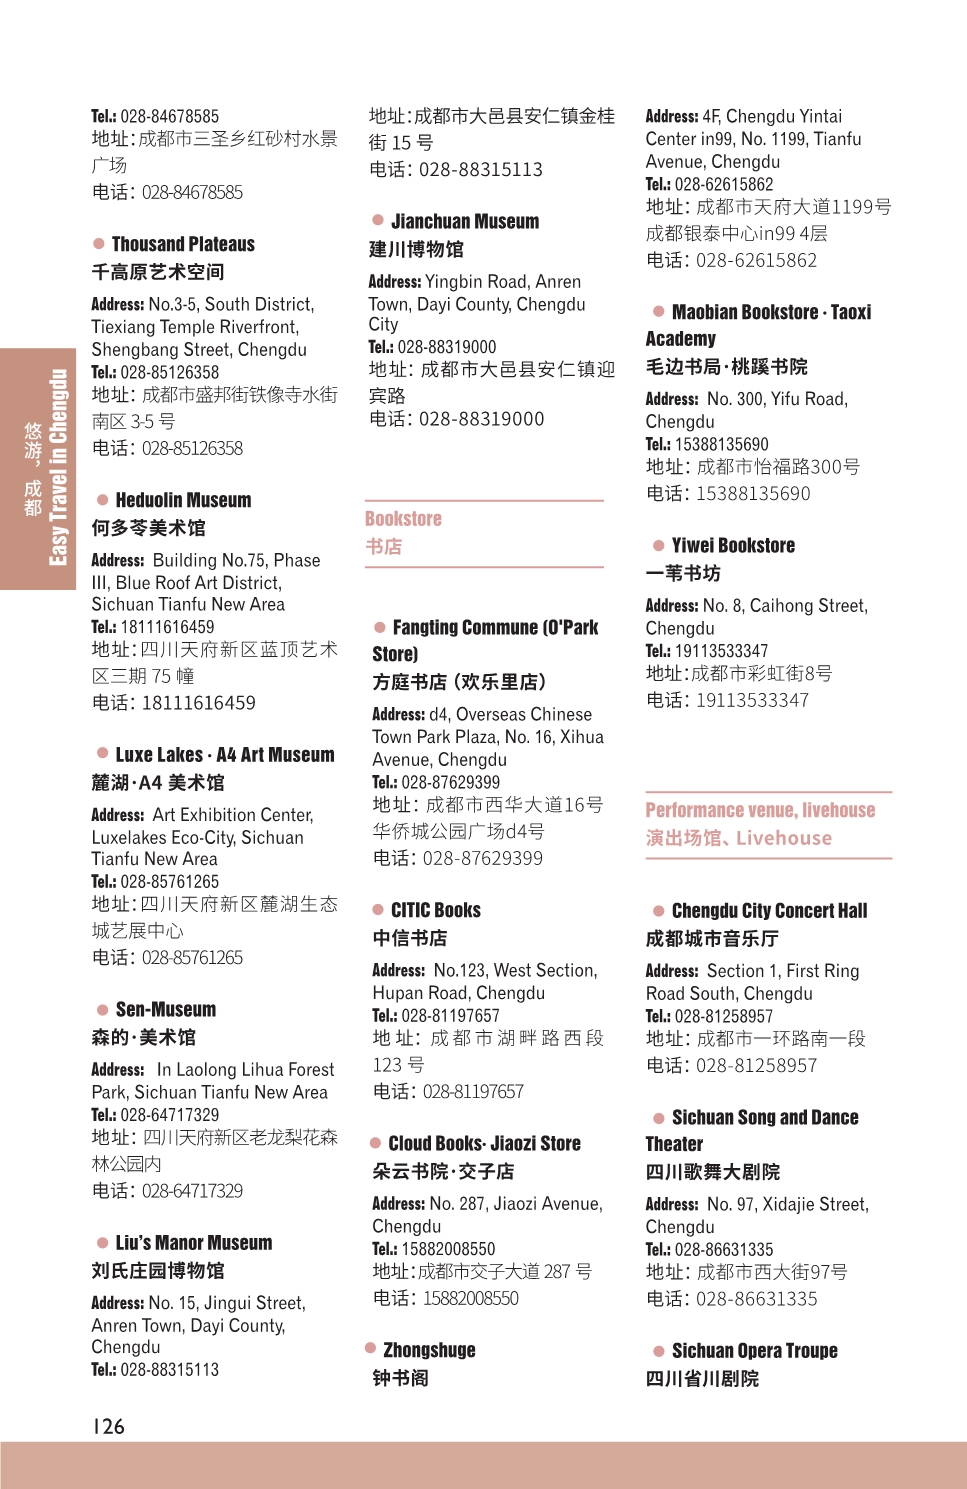 Tel.: 028-84678585
地址:成都市三圣乡红砂村水景
广场
电话: 028-84678585
● Thousand Plateaus
千高原艺术空间
Address: No.3-5, South District,
Tiexiang Temple Riverfront,
Shengbang Street, Chengdu
Tel.: 028-85126358
地址: 成都市盛邦街铁像寺水街
南区 3-5 号
电话: 028-85126358
● Heduolin Museum
何多苓美术馆
Address: Building No.75, Phase
III, Blue Roof Art District,
Sichuan Tianfu New Area
Tel.: 18111616459
地址:四川天府新区蓝顶艺术
区三期 75 幢
电话: 18111616459
● Luxe Lakes · A4 Art Museum
麓湖·A4 美术馆
Address: Art Exhibition Center,
Luxelakes Eco-City, Sichuan
Tianfu New Area
Tel.: 028-85761265
地址:四川天府新区麓湖生态
城艺展中心
电话: 028-85761265
● Sen-Museum
森的·美术馆
Address: In Laolong Lihua Forest
Park, Sichuan Tianfu New Area
Tel.: 028-64717329
地址: 四川天府新区老龙梨花森
林公园内
电话: 028-64717329
● Liu's Manor Museum
刘氏庄园博物馆
Address: No. 15, Jingui Street,
Anren Town, Dayi County,
Chengdu
Tel.: 028-88315113
地址:成都市大邑县安仁镇金桂
街 15 号
电话: 028-88315113
● Jianchuan Museum
建川博物馆
Address: Yingbin Road, Anren
Town, Dayi County, Chengdu
City
Tel.: 028-88319000
地址: 成都市大邑县安仁镇迎
宾路
电话: 028-88319000
Bookstore
书店
● Fangting Commune (O'Park
Store)
方庭书店（欢乐里店）
Address: d4, Overseas Chinese
Town Park Plaza, No. 16, Xihua
Avenue, Chengdu
Tel.: 028-87629399
地址: 成都市西华大道16号
华侨城公园广场d4号
电话: 028-87629399
● CITIC Books
中信书店
Address: No.123, West Section,
Hupan Road, Chengdu
Tel.: 028-81197657
地址: 成都市湖畔路西段
123 号
电话: 028-81197657
● Cloud Books· Jiaozi Store
朵云书院·交子店
Address: No. 287, Jiaozi Avenue,
Chengdu
Tel.: 15882008550
地址:成都市交子大道 287 号
电话: 15882008550
● Zhongshuge
钟书阁
Address: 4F, Chengdu Yintai
Center in99, No. 1199, Tianfu
Avenue, Chengdu
Tel.: 028-62615862
地址: 成都市天府大道1199号
成都银泰中心in99 4层
电话: 028-62615862
● Maobian Bookstore · Taoxi
Academy
毛边书局·桃蹊书院
Address: No. 300, Yifu Road,
Chengdu
Tel.: 15388135690
地址: 成都市怡福路300号
电话: 15388135690
● Yiwei Bookstore
一苇书坊
Address: No. 8, Caihong Street,
Chengdu
Tel.: 19113533347
地址:成都市彩虹街8号
电话: 19113533347
Performance venue, livehouse
演出场馆、Livehouse
● Chengdu City Concert Hall
成都城市音乐厅
Address: Section 1, First Ring
Road South, Chengdu
Tel.: 028-81258957
地址: 成都市一环路南一段
电话: 028-81258957
● Sichuan Song and Dance
Theater
四川歌舞大剧院
Address: No. 97, Xidajie Street,
Chengdu
Tel.: 028-86631335
地址: 成都市西大街97号
电话: 028-86631335
● Sichuan Opera Troupe
四川省川剧院
悠游，成都
Easy Travel in Chengdu
126